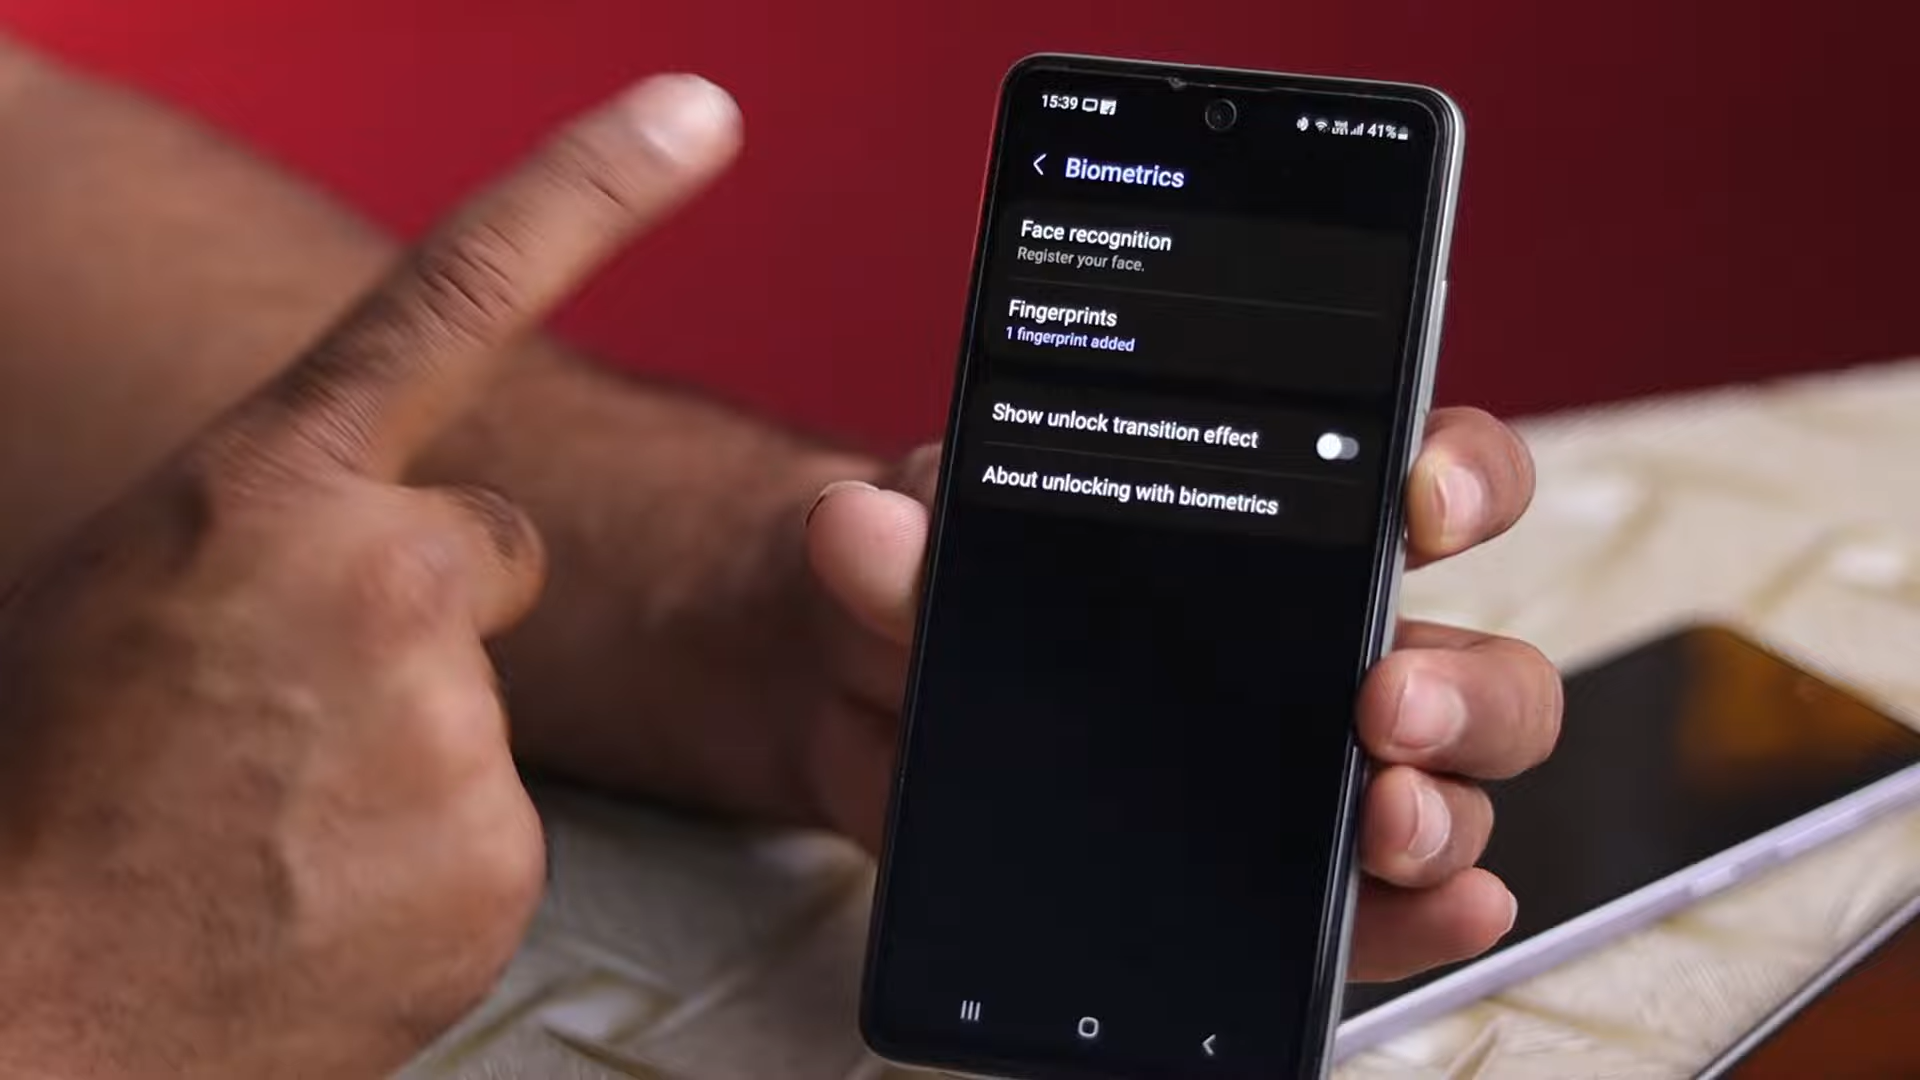 15:39 41%
Biometrics
Face recognition
Register your face.
Fingerprints
1 fingerprint added
Show unlock transition effect
About unlocking with biometrics